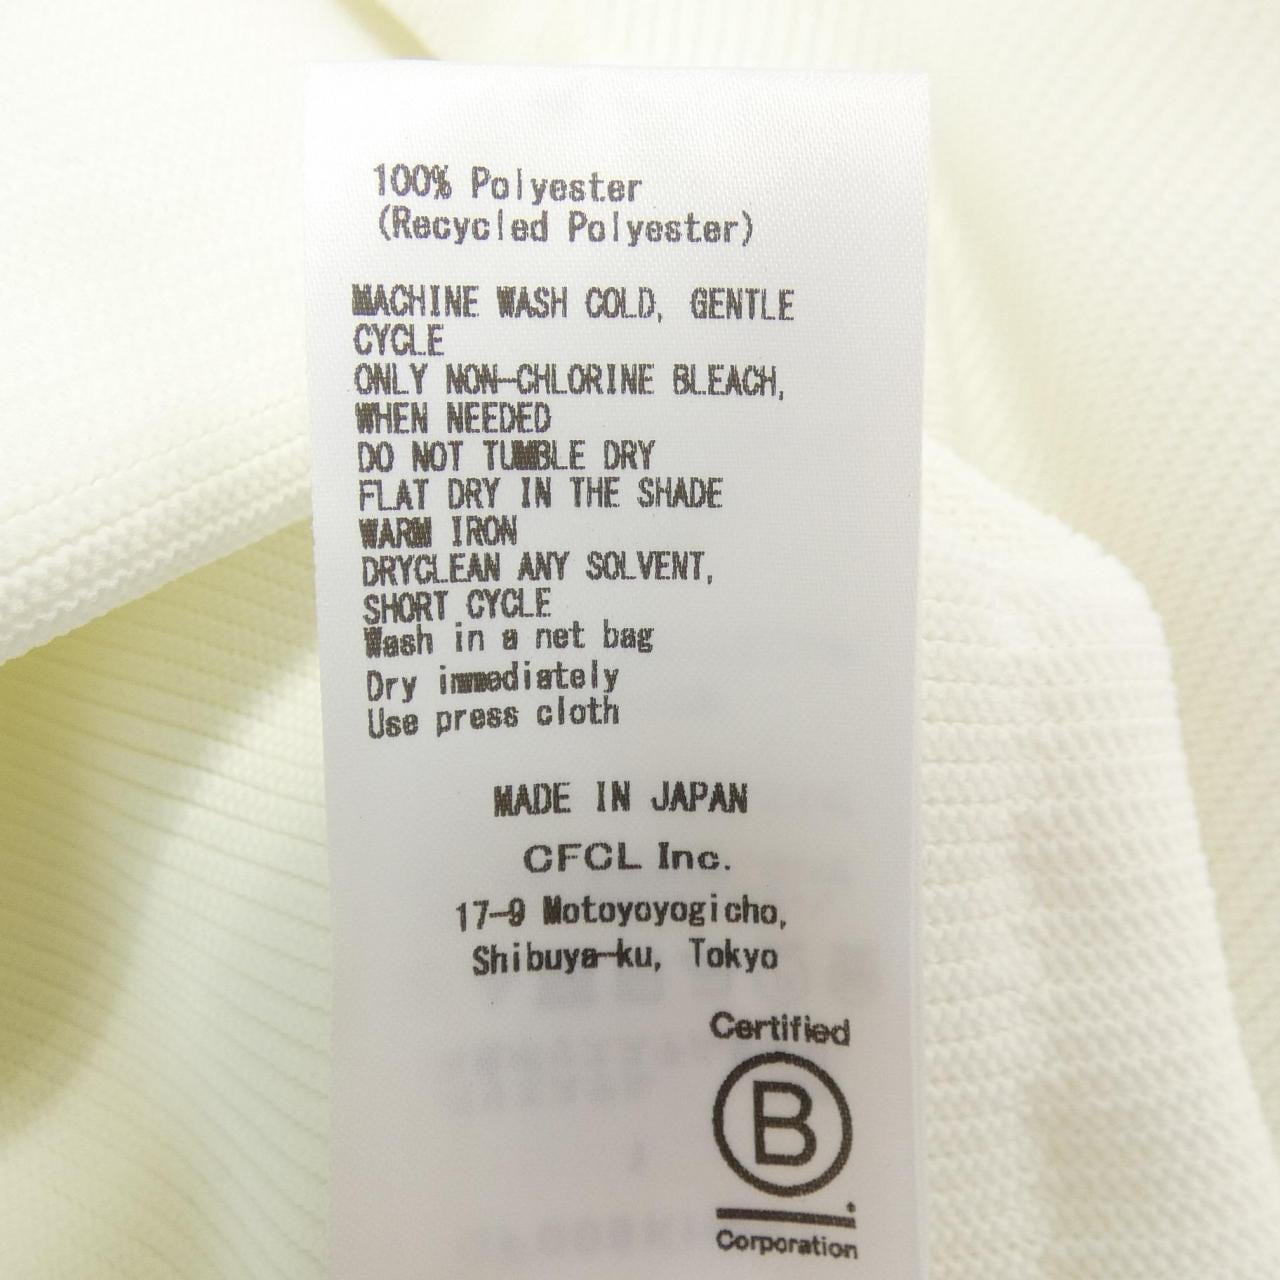 100% Polyester
(Recycled Polyester)
MACHINE WASH COLD, GENTLE
CYCLE
ONLY NON-CHLORINE BLEACH,
WHEN NEEDED
DO NOT TUMBLE DRY
FLAT DRY IN THE SHADE
WARM IRON
DRYCLEAN ANY SOLVENT,
SHORT CYCLE
Wash in a net bag
Dry immediately
Use press cloth
MADE IN JAPAN
CFCL Inc.
17-9 Motoyoyogicho,
Shibuya-ku, Tokyo
Certified
B
Corporation